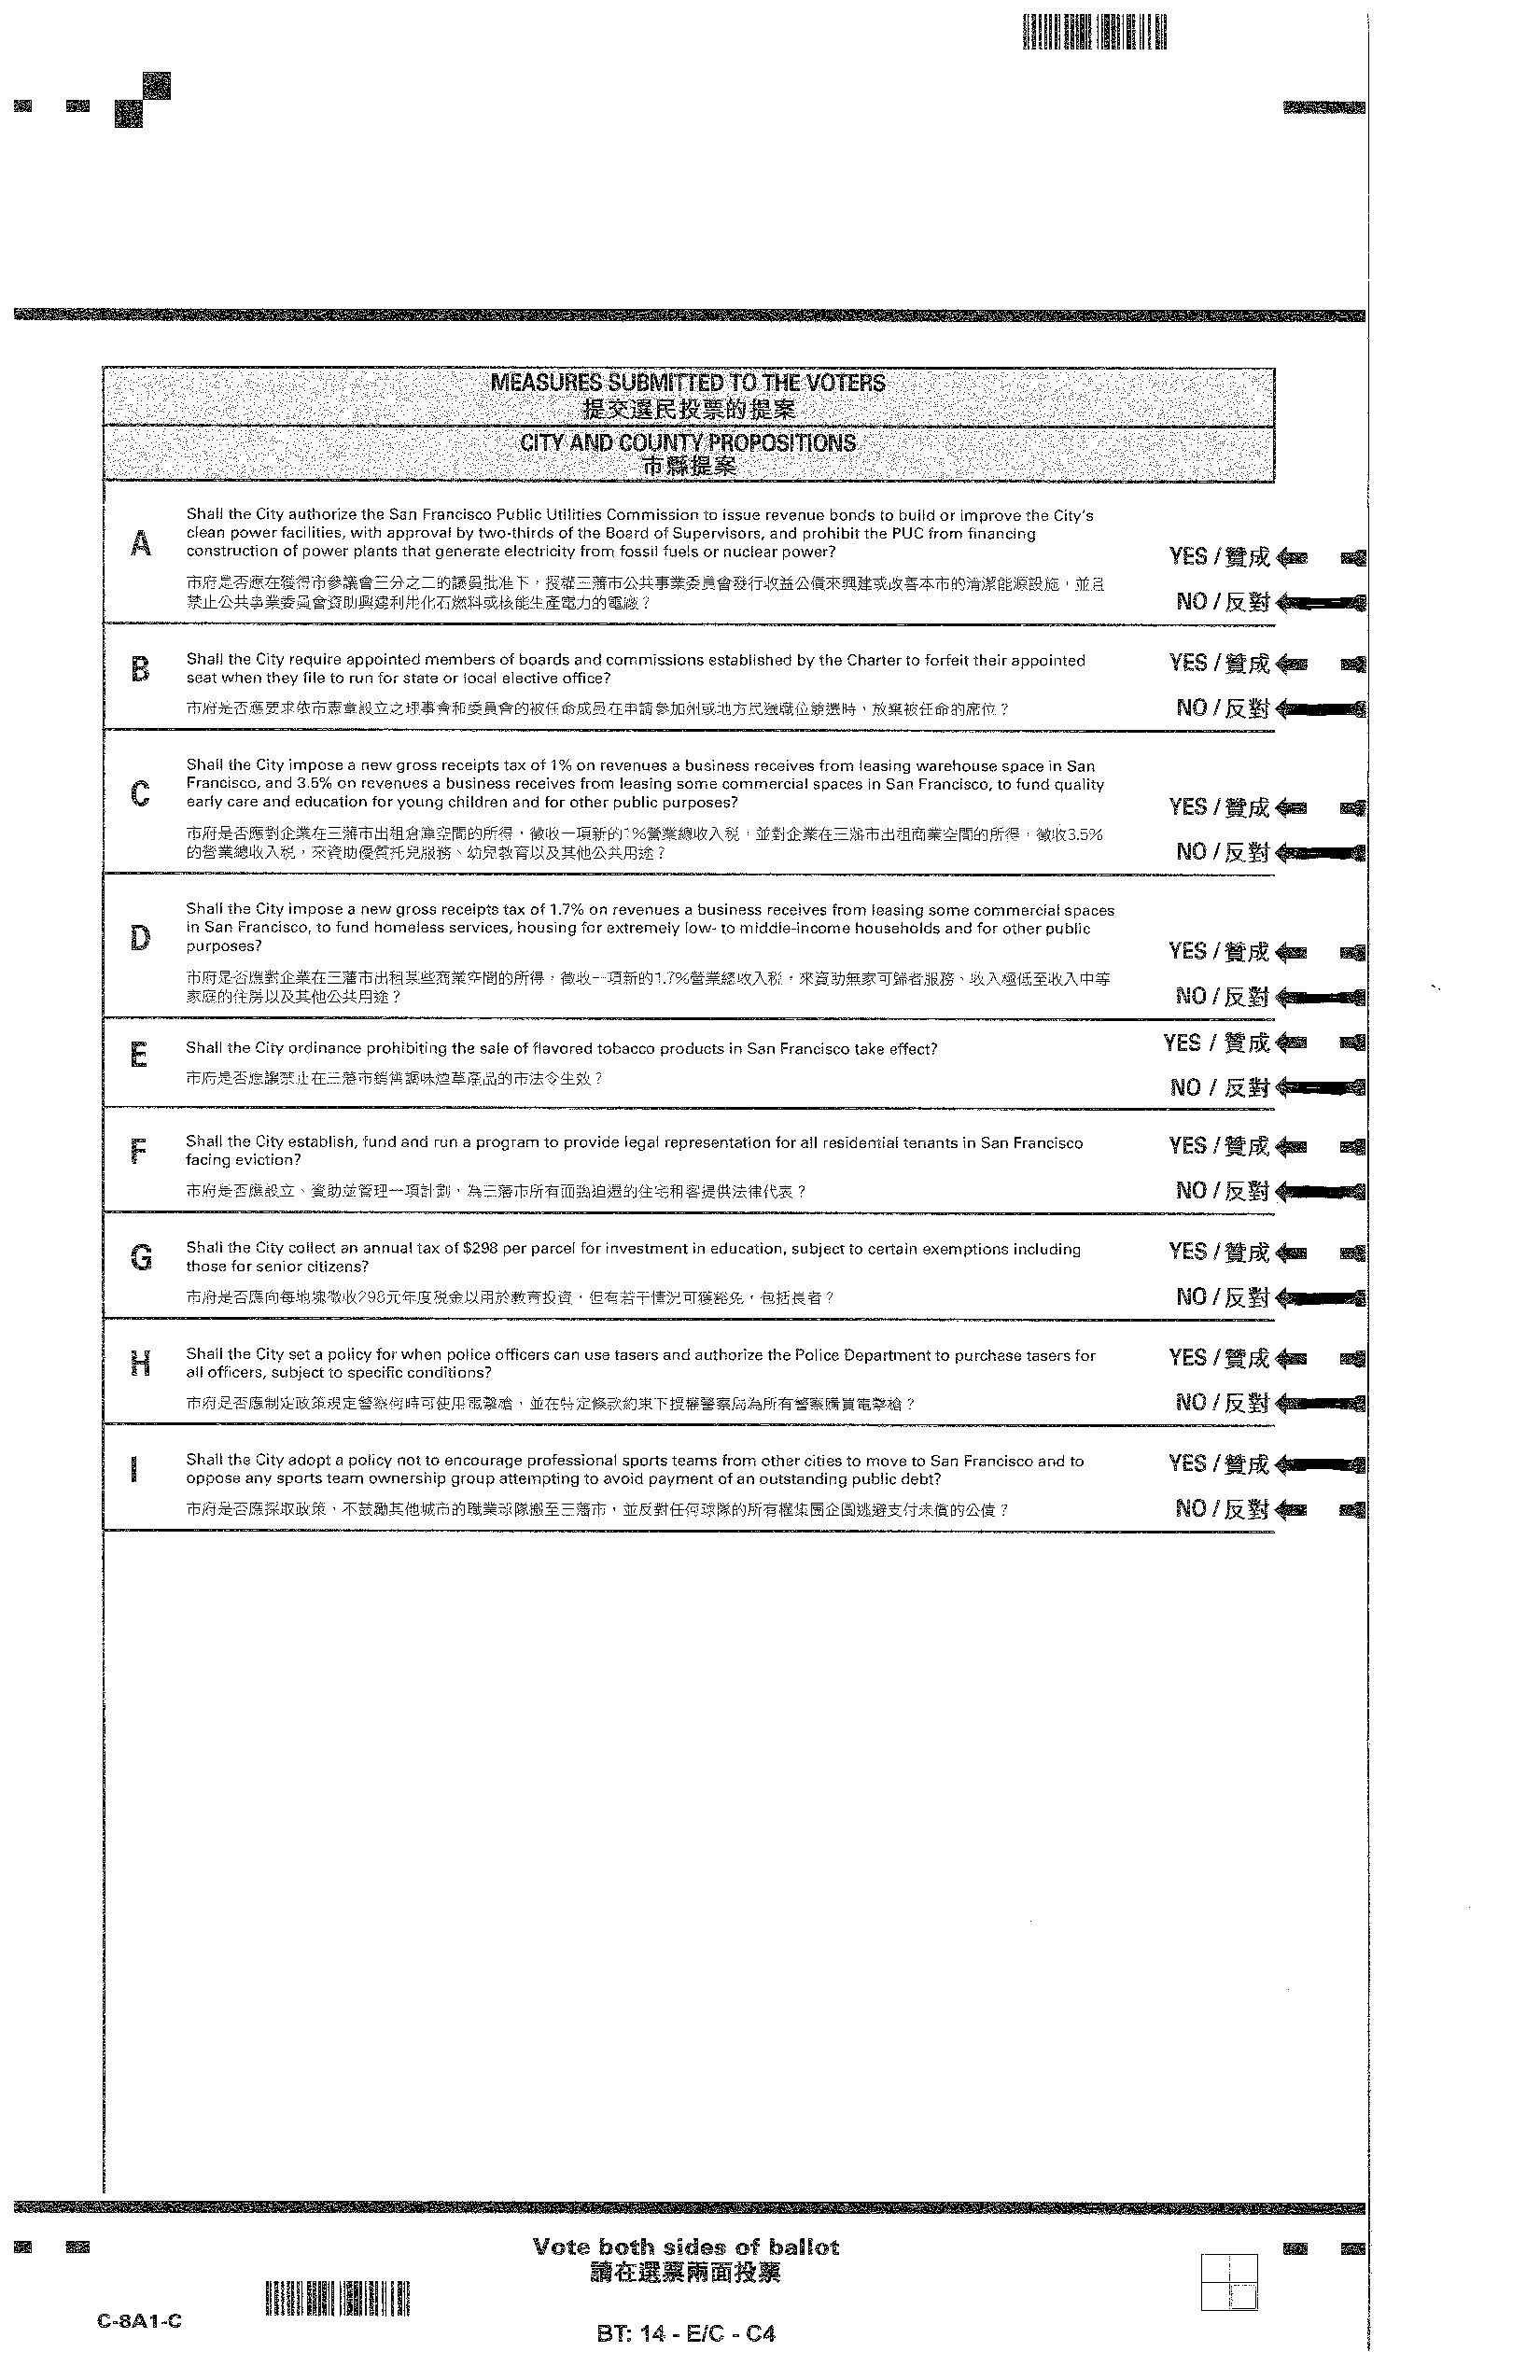 MEASURES SUBMITTED TO THE VOTERS
提交選民投票的提案
CITY AND COUNTY PROPOSITIONS
市縣提案
A
Shall the City authorize the San Francisco Public Utilities Commission to issue revenue bonds to build or improve the City's
clean power facilities, with approval by two-thirds of the Board of Supervisors, and prohibit the PUC from financing
construction of power plants that generate electricity from fossil fuels or nuclear power?
市府是否應在獲得市參議會三分之二的議員批准下，授權三藩市公共事業委員會發行收益公債來興建或改善本市的清潔能源設施，並且
禁止公共事業委員會資助興建利用化石燃料或核能生產電力的電廠？
YES / 贊成
NO / 反對
B
Shall the City require appointed members of boards and commissions established by the Charter to forfeit their appointed
seat when they file to run for state or local elective office?
市府是否應要求依市憲章設立之理事會和委員會的被任命成員在申請參加州或地方民選職位競選時，放棄被任命的席位？
YES / 贊成
NO / 反對
C
Shall the City impose a new gross receipts tax of 1% on revenues a business receives from leasing warehouse space in San
Francisco, and 3.5% on revenues a business receives from leasing some commercial spaces in San Francisco, to fund quality
early care and education for young children and for other public purposes?
市府是否應對企業在三藩市出租倉庫空間的所得，徵收一項新的1%營業總收入稅，並對企業在三藩市出租商業空間的所得，徵收3.5%
的營業總收入稅，來資助優質托兒服務、幼兒教育以及其他公共用途？
YES / 贊成
NO / 反對
D
Shall the City impose a new gross receipts tax of 1.7% on revenues a business receives from leasing some commercial spaces
in San Francisco, to fund homeless services, housing for extremely low- to middle-income households and for other public
purposes?
市府是否應對企業在三藩市出租某些商業空間的所得，徵收一項新的1.7%營業總收入稅，來資助無家可歸者服務、收入極低至收入中等
家庭的住房以及其他公共用途？
YES / 贊成
NO / 反對
E
Shall the City ordinance prohibiting the sale of flavored tobacco products in San Francisco take effect?
市府是否應讓禁止在三藩市銷售調味煙草產品的市法令生效？
YES / 贊成
NO / 反對
F
Shall the City establish, fund and run a program to provide legal representation for all residential tenants in San Francisco
facing eviction?
市府是否應設立、資助並管理一項計劃，為三藩市所有面臨迫遷的住宅租客提供法律代表？
YES / 贊成
NO / 反對
G
Shall the City collect an annual tax of $298 per parcel for investment in education, subject to certain exemptions including
those for senior citizens?
市府是否應向每地塊徵收298元年度稅金以用於教育投資，但有若干情況可獲豁免，包括長者？
YES / 贊成
NO / 反對
H
Shall the City set a policy for when police officers can use tasers and authorize the Police Department to purchase tasers for
all officers, subject to specific conditions?
市府是否應制定政策規定警察何時可使用電擊槍，並在特定條款約束下授權警察局為所有警察購買電擊槍？
YES / 贊成
NO / 反對
I
Shall the City adopt a policy not to encourage professional sports teams from other cities to move to San Francisco and to
oppose any sports team ownership group attempting to avoid payment of an outstanding public debt?
市府是否應採取政策，不鼓勵其他城市的職業球隊搬至三藩市，並反對任何球隊的所有權集團企圖逃避支付未償的公債？
YES / 贊成
NO / 反對
Vote both sides of ballot
請在選票兩面投票
C-8A1-C
BT: 14 - E/C - C4